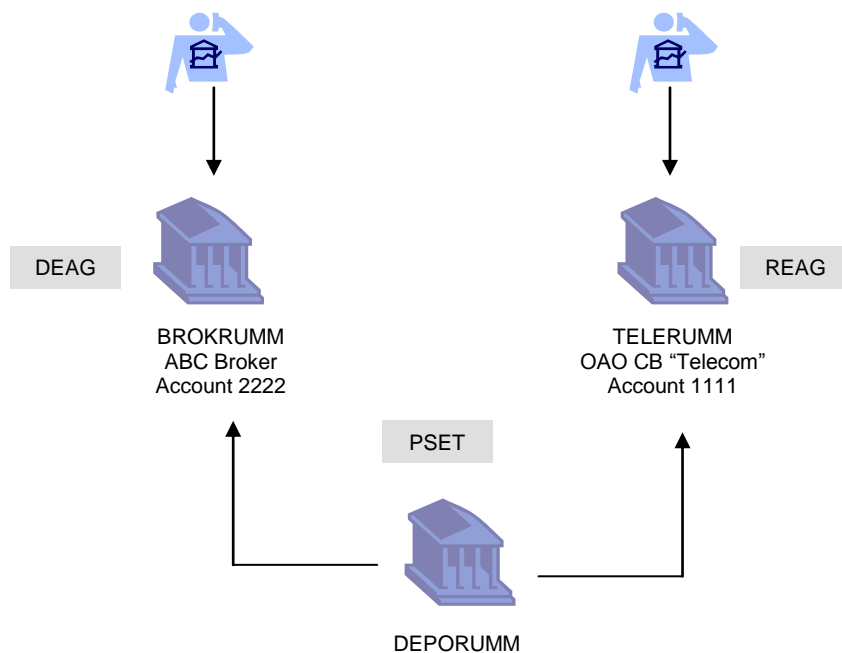 DEAG
REAG
BROKRUMM
ABC Broker
Account 2222
TELERUMM
OAO CB “Telecom”
Account 1111
PSET
DEPORUMM